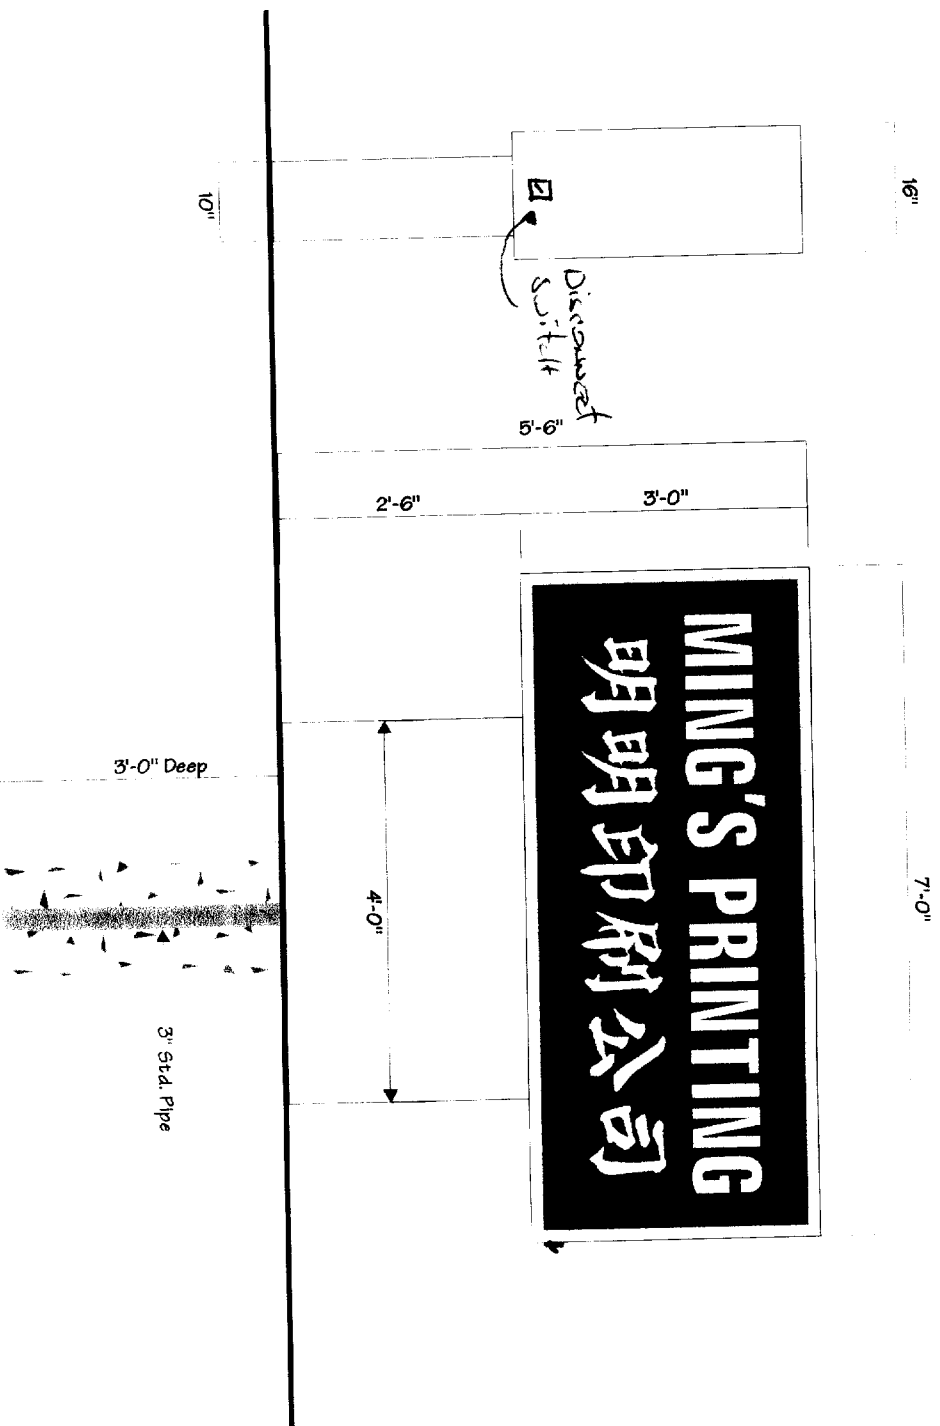 16"
10"
Disconnect
Switch
5'-6"
2'-6"
3'-0"
7'-0"
MING'S PRINTING
明明印刷公司
4'-0"
3'-0" Deep
3" Std. Pipe